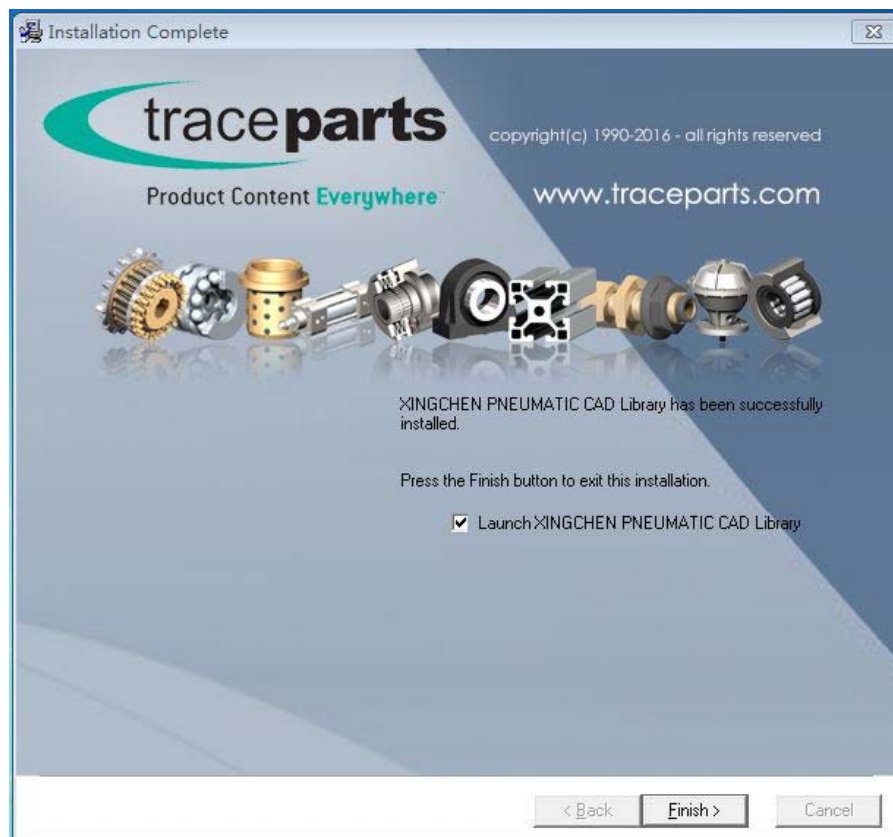 Installation Complete
traceparts
copyright(c) 1990-2016 - all rights reserved
Product Content Everywhere™
www.traceparts.com
XINGCHEN PNEUMATIC CAD Library has been successfully
installed.
Press the Finish button to exit this installation.
Launch XINGCHEN PNEUMATIC CAD Library
< Back
Finish >
Cancel